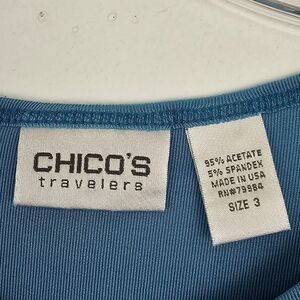 CHICO'S
travelers
95% ACETATE
5% SPANDEX
MADE IN USA
RN#79984
SIZE 3